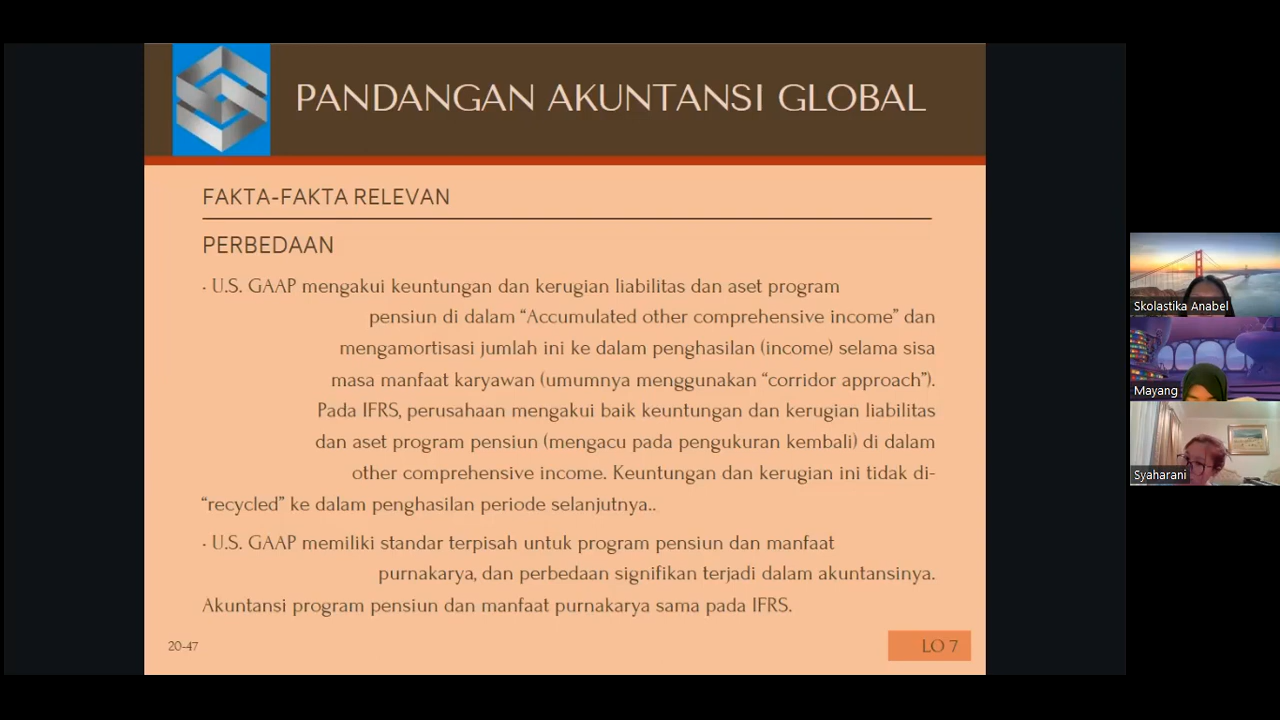 PANDANGAN AKUNTANSI GLOBAL
FAKTA-FAKTA RELEVAN
PERBEDAAN
· U.S. GAAP mengakui keuntungan dan kerugian liabilitas dan aset program
pensiun di dalam “Accumulated other comprehensive income” dan
mengamortisasi jumlah ini ke dalam penghasilan (income) selama sisa
masa manfaat karyawan (umumnya menggunakan “corridor approach”).
Pada IFRS, perusahaan mengakui baik keuntungan dan kerugian liabilitas
dan aset program pensiun (mengacu pada pengukuran kembali) di dalam
other comprehensive income. Keuntungan dan kerugian ini tidak di-
“recycled” ke dalam penghasilan periode selanjutnya..
· U.S. GAAP memiliki standar terpisah untuk program pensiun dan manfaat
purnakarya, dan perbedaan signifikan terjadi dalam akuntansinya.
Akuntansi program pensiun dan manfaat purnakarya sama pada IFRS.
20-47
LO 7
Skolastika Anabel
Mayang
Syaharani